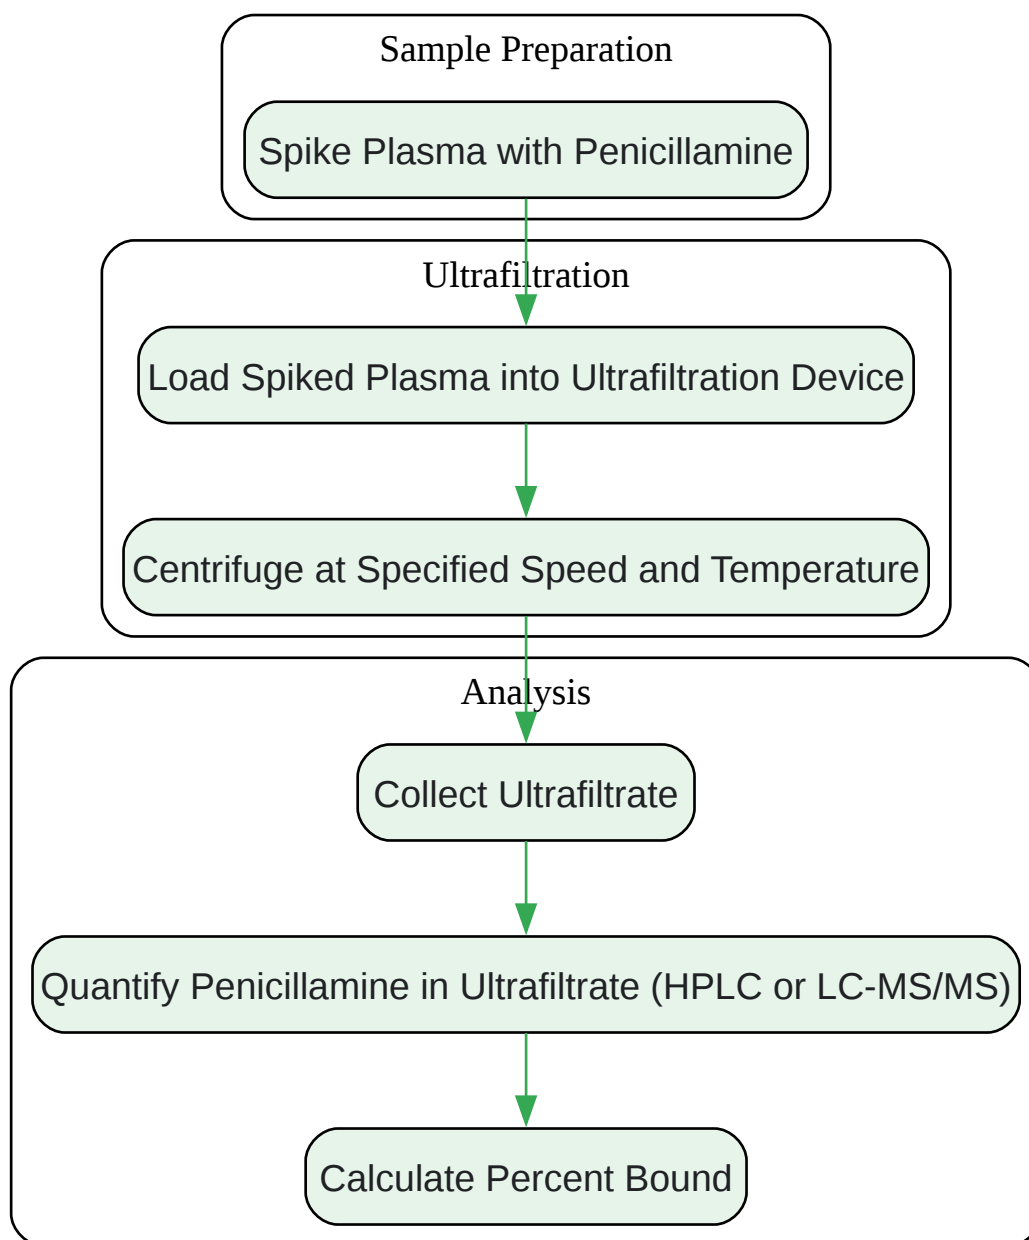 Sample Preparation
Spike Plasma with Penicillamine
Ultrafiltration
Load Spiked Plasma into Ultrafiltration Device
Centrifuge at Specified Speed and Temperature
Analysis
Collect Ultrafiltrate
Quantify Penicillamine in Ultrafiltrate (HPLC or LC-MS/MS)
Calculate Percent Bound